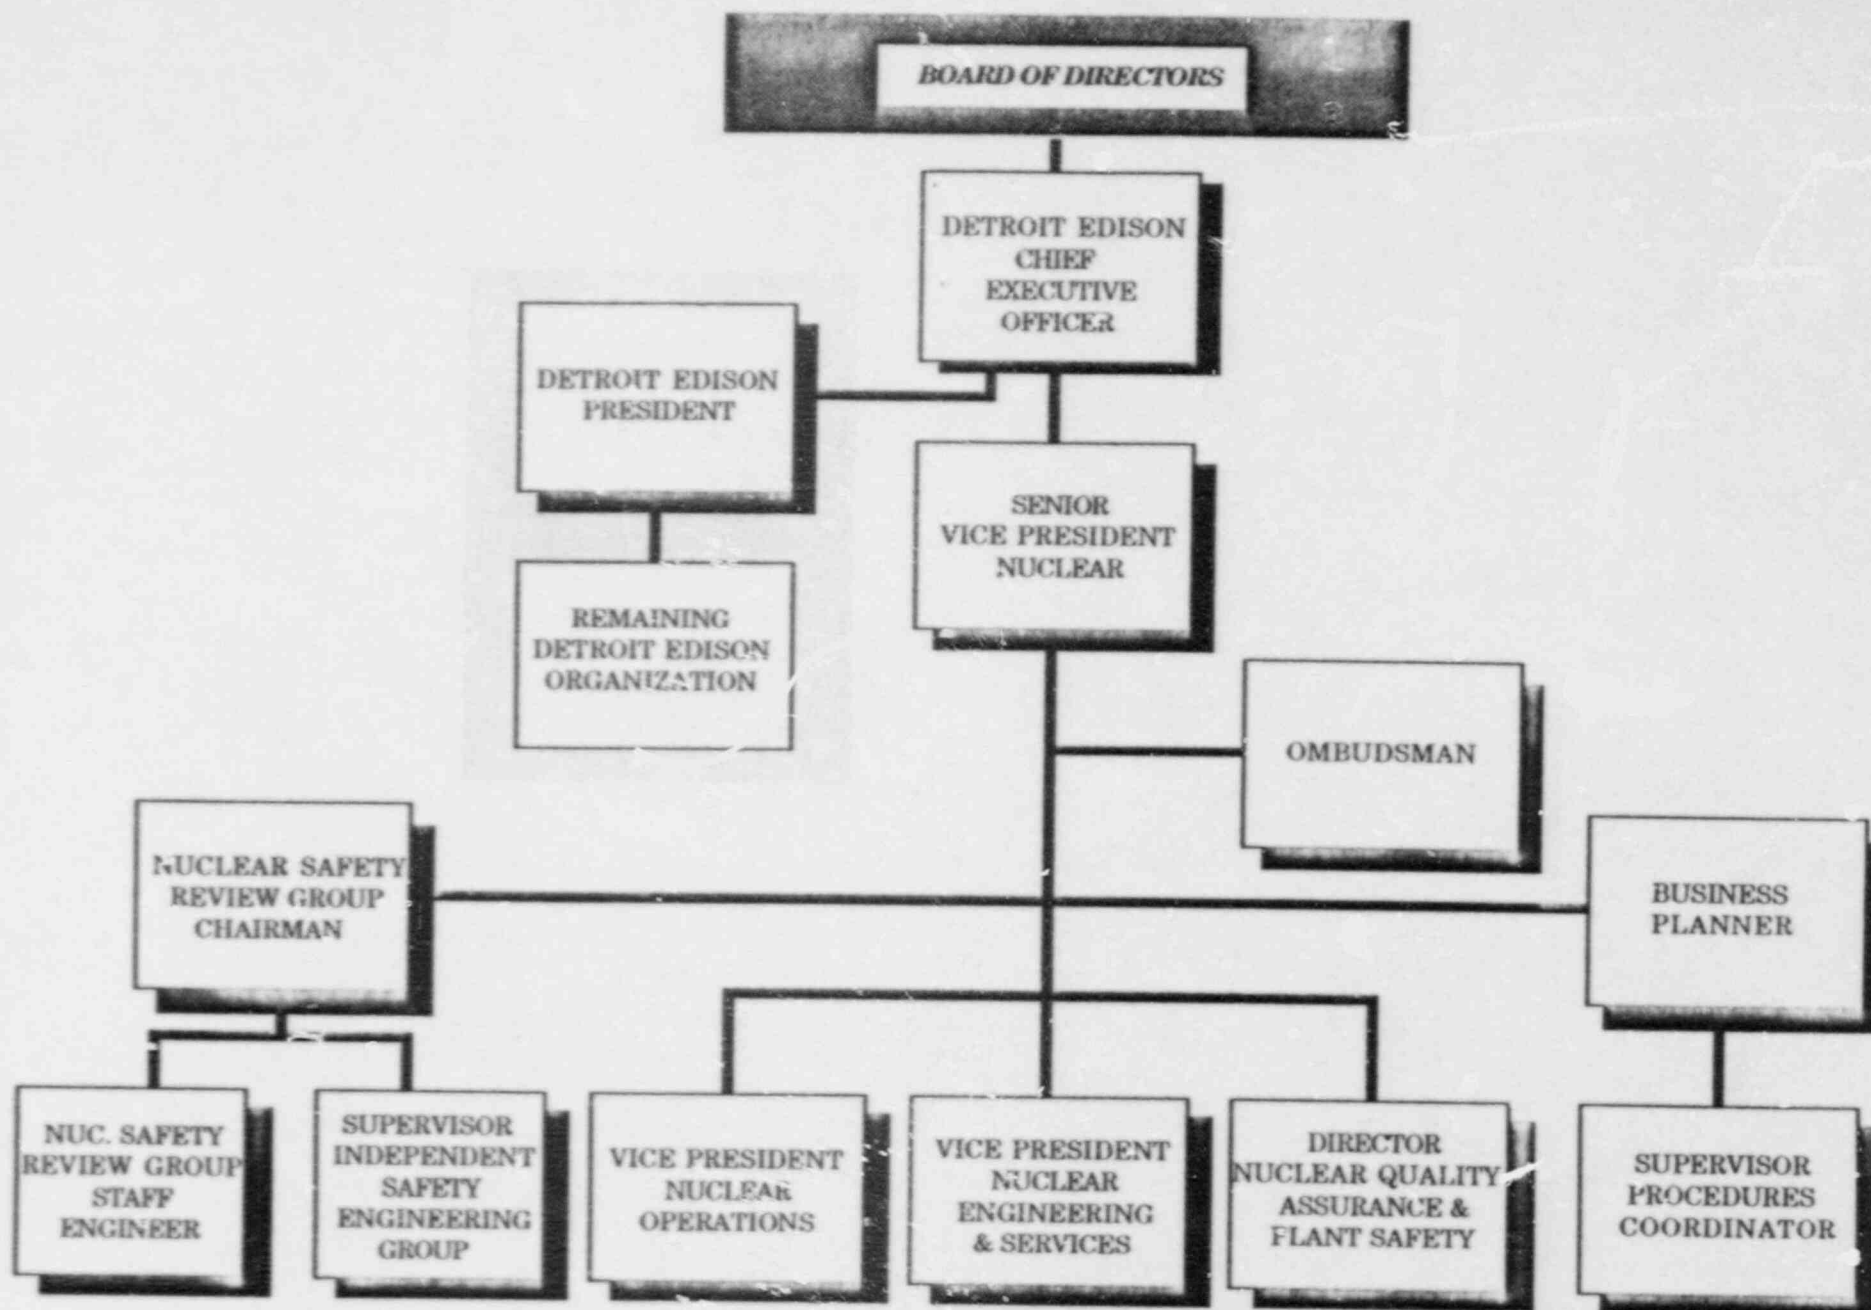 BOARD OF DIRECTORS
DETROIT EDISON
CHIEF
EXECUTIVE
OFFICER
DETROIT EDISON
PRESIDENT
SENIOR
VICE PRESIDENT
NUCLEAR
REMAINING
DETROIT EDISON
ORGANIZATION
OMBUDSMAN
NUCLEAR SAFETY
REVIEW GROUP
CHAIRMAN
BUSINESS
PLANNER
NUC. SAFETY
REVIEW GROUP
STAFF
ENGINEER
SUPERVISOR
INDEPENDENT
SAFETY
ENGINEERING
GROUP
VICE PRESIDENT
NUCLEAR
OPERATIONS
VICE PRESIDENT
NUCLEAR
ENGINEERING
& SERVICES
DIRECTOR
NUCLEAR QUALITY
ASSURANCE &
PLANT SAFETY
SUPERVISOR
PROCEDURES
COORDINATOR